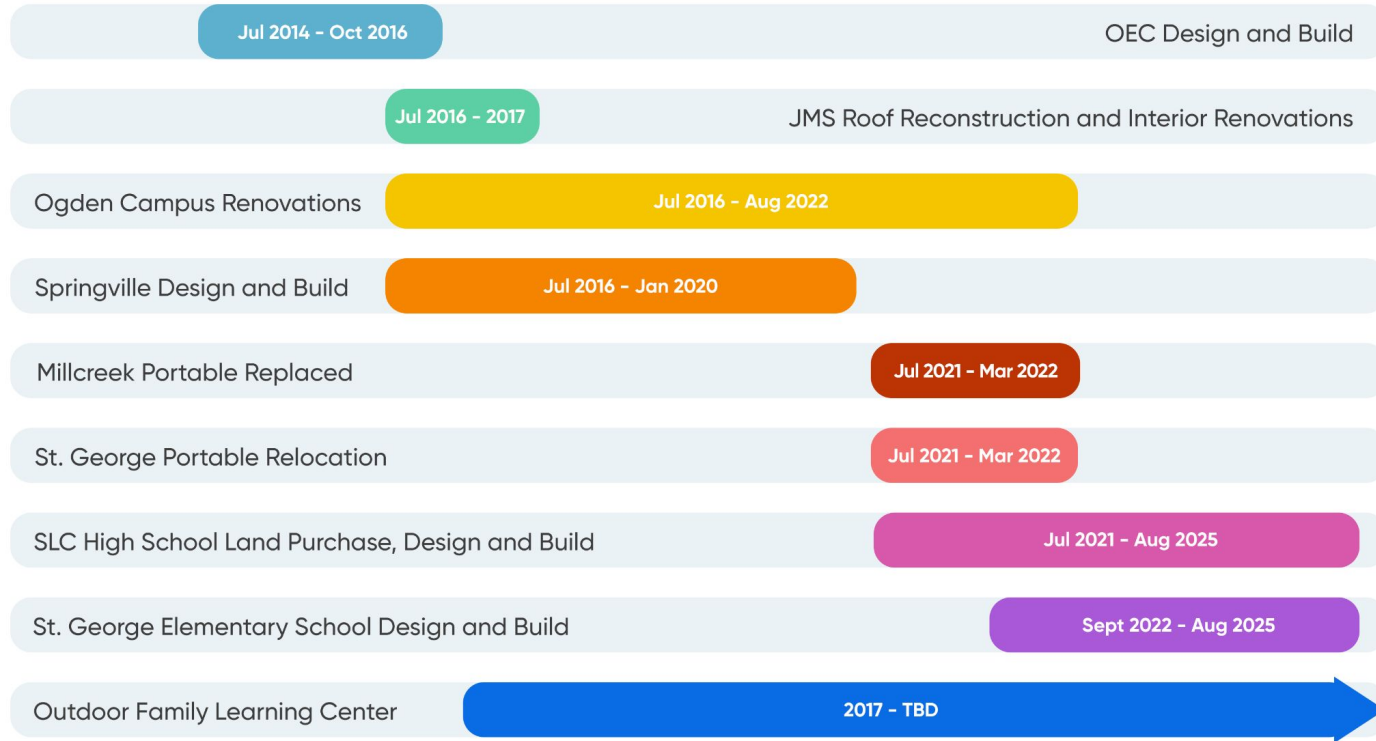 Jul 2014 - Oct 2016 OEC Design and Build
Jul 2016 - 2017 JMS Roof Reconstruction and Interior Renovations
Ogden Campus Renovations Jul 2016 - Aug 2022
Springville Design and Build Jul 2016 - Jan 2020
Millcreek Portable Replaced Jul 2021 - Mar 2022
St. George Portable Relocation Jul 2021 - Mar 2022
SLC High School Land Purchase, Design and Build Jul 2021 - Aug 2025
St. George Elementary School Design and Build Sept 2022 - Aug 2025
Outdoor Family Learning Center 2017 - TBD